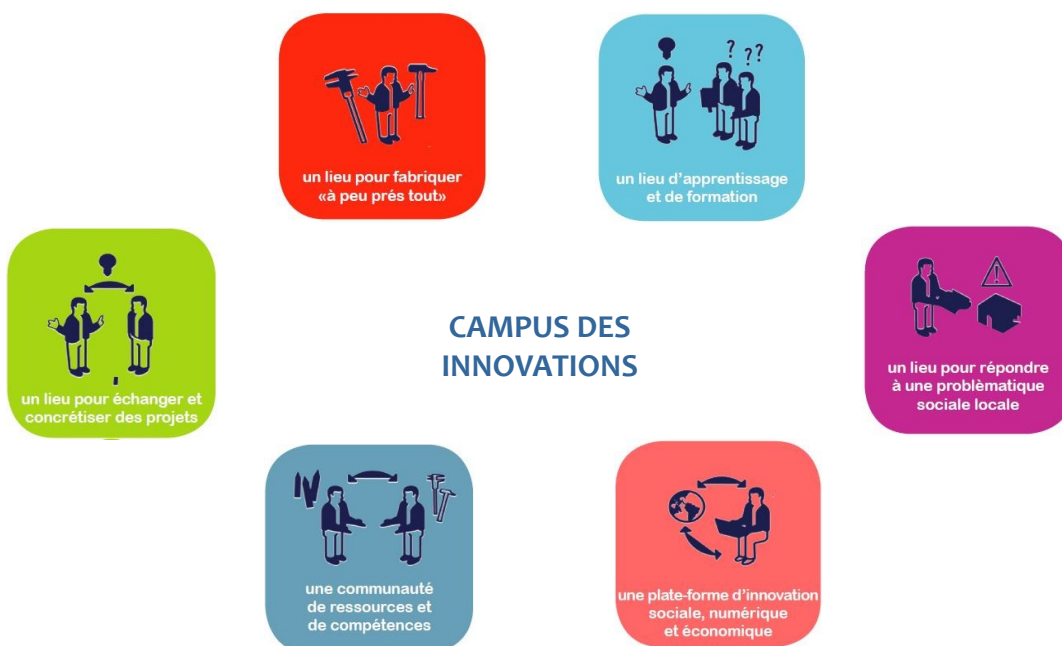 un lieu pour fabriquer
«à peu prés tout»
un lieu d'apprentissage
et de formation
? ? ?
un lieu pour échanger et
concrétiser des projets
CAMPUS DES
INNOVATIONS
un lieu pour répondre
à une problèmatique
sociale locale
une communauté
de ressources et
de compétences
une plate-forme d'innovation
sociale, numérique
et économique